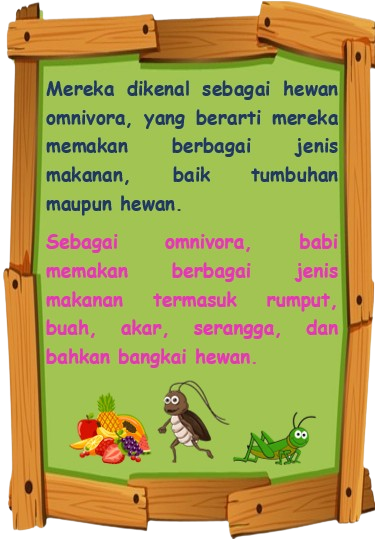 Mereka dikenal sebagai hewan
omnivora, yang berarti mereka
memakan berbagai jenis
makanan, baik tumbuhan
maupun hewan.
Sebagai omnivora, babi
memakan berbagai jenis
makanan termasuk rumput,
buah, akar, serangga, dan
bahkan bangkai hewan.